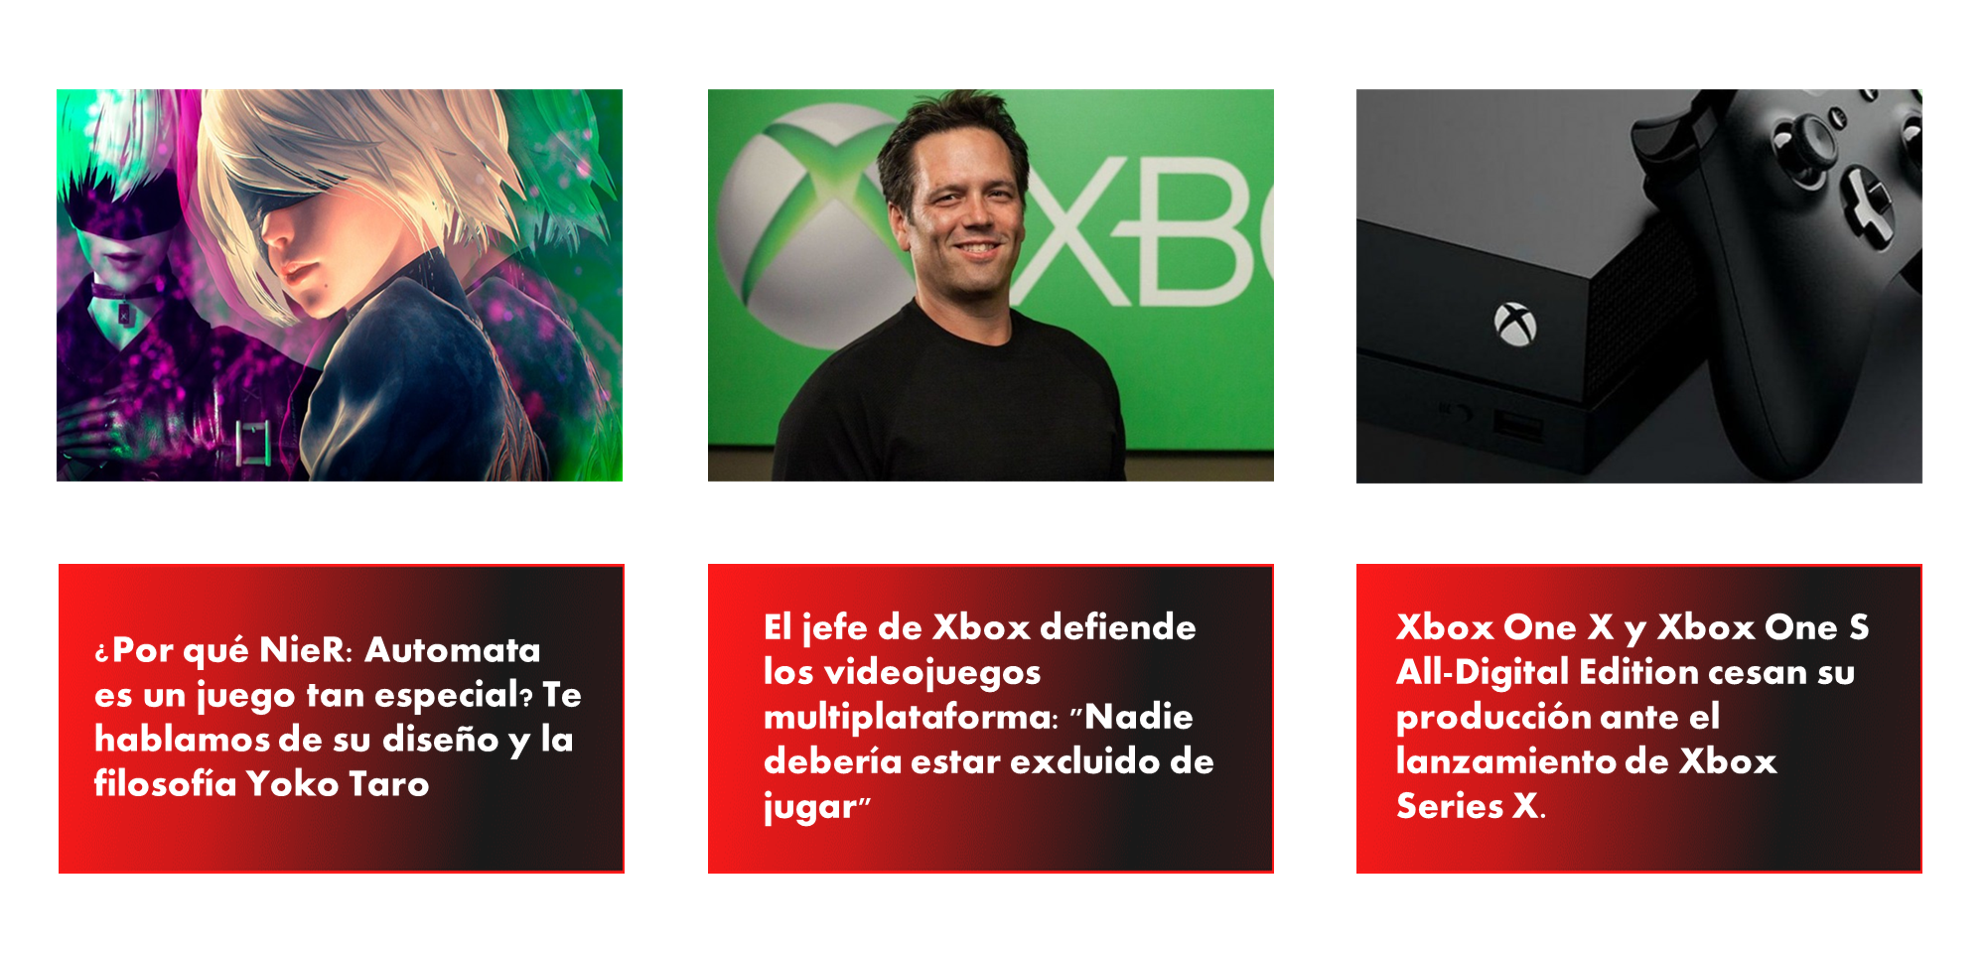 XBO
¿Por qué NieR: Automata
es un juego tan especial? Te
hablamos de su diseño y la
filosofía Yoko Taro
El jefe de Xbox defiende
los videojuegos
multiplataforma: "Nadie
debería estar excluido de
jugar"
Xbox One X y Xbox One S
All-Digital Edition cesan su
producción ante el
lanzamiento de Xbox
Series X.